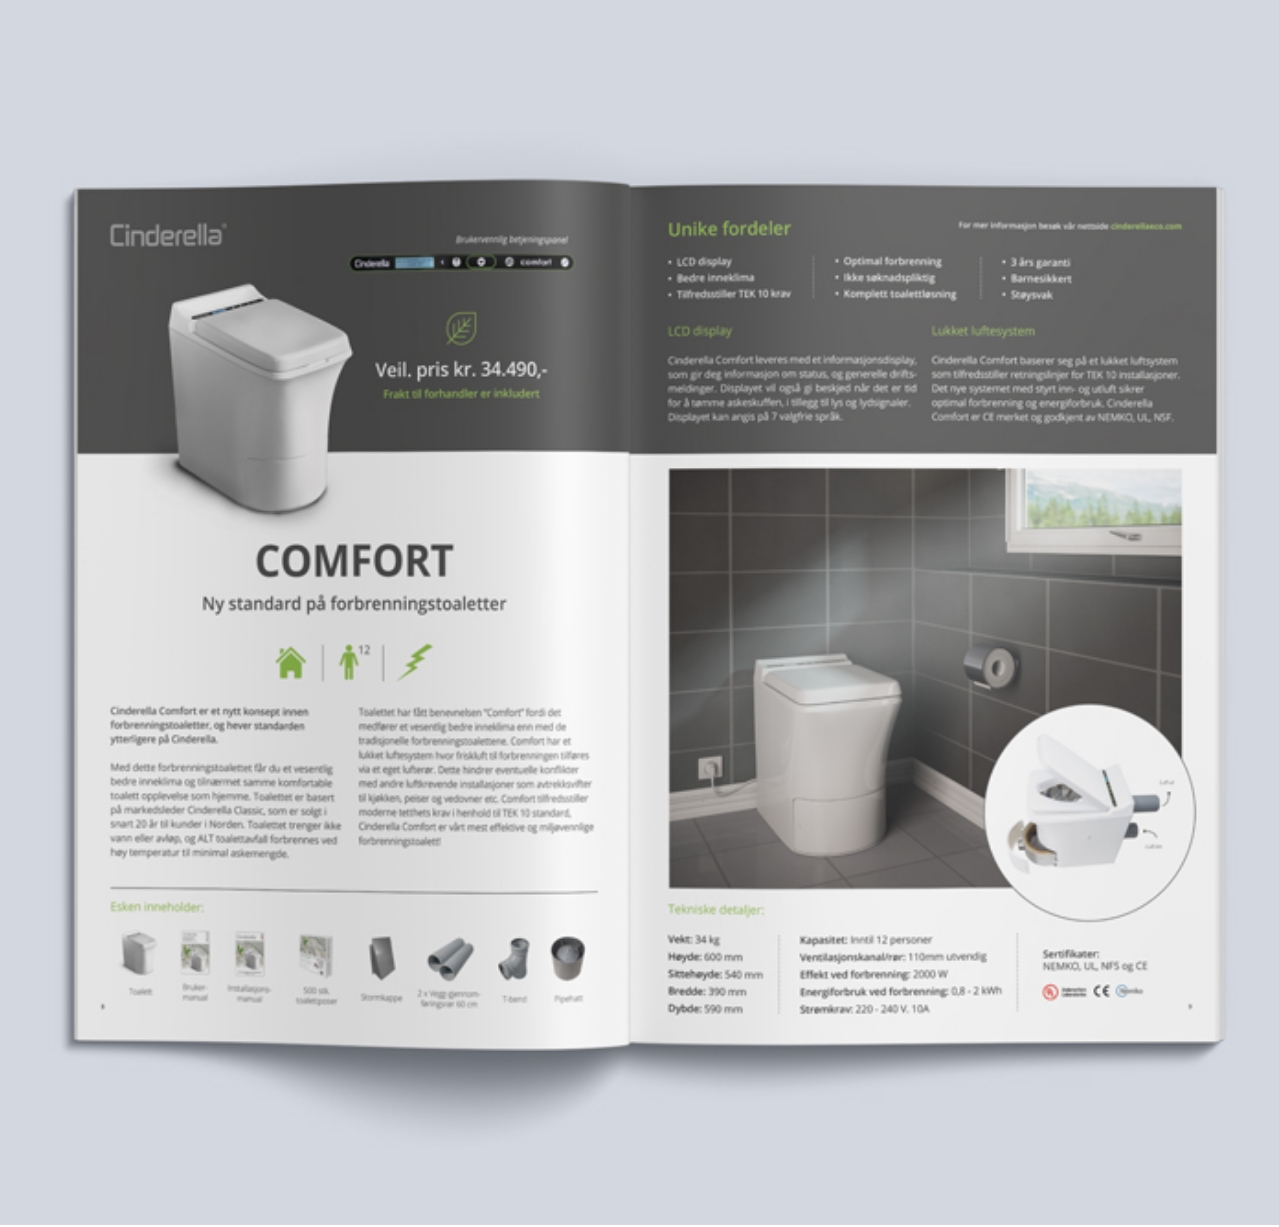 Cinderella®
Brukervennlig betjeningspanel
Cinderella
comfort
Veil. pris kr. 34.490,-
Frakt til forhandler er inkludert
COMFORT
Ny standard på forbrenningstoaletter
12
Cinderella Comfort er et nytt konsept innen
forbrenningstoaletter, og hever standarden
ytterligere på Cinderella.
Med dette forbrenningstoalettet får du et vesentlig
bedre inneklima og tilnærmet samme komfortable
toalett opplevelse som hjemme. Toalettet er basert
på markedsleder Cinderella Classic, som er solgt i
snart 20 år til kunder i Norden. Toalettet trenger ikke
vann eller avløp, og ALT toalettavfall forbrennes ved
høy temperatur til minimal askemengde.
Toalettet har fått benevnelsen "Comfort" fordi det
medfører et vesentlig bedre inneklima enn med de
tradisjonelle forbrenningstoalettene. Comfort har et
lukket luftesystem hvor friskluft til forbrenningen tilføres
via et eget lufterør. Dette hindrer eventuelle konflikter
med andre luftkrevende installasjoner som avtrekksvifter
til kjøkken, peiser og vedovner etc. Comfort tilfredsstiller
moderne tetthets krav i henhold til TEK 10 standard,
Cinderella Comfort er vårt mest effektive og miljøvennlige
forbrenningstoalett!
Esken inneholder:
Toalett
Bruker-
manual
Installasjons-
manual
500 stk.
toalettposer
Stormkappe
2 x Vegg-gjennom-
føringsrør 60 cm
T-bend
Pipehatt
8
Unike fordeler
For mer informasjon besøk vår nettside cinderellaeco.com
• LCD display
• Bedre inneklima
• Tilfredsstiller TEK 10 krav
• Optimal forbrenning
• Ikke søknadspliktig
• Komplett toalettløsning
• 3 års garanti
• Barnesikkert
• Støysvak
LCD display
Cinderella Comfort leveres med et informasjonsdisplay,
som gir deg informasjon om status, og generelle drifts-
meldinger. Displayet vil også gi beskjed når det er tid
for å tømme askeskuffen, i tillegg til lys og lydsignaler.
Displayet kan angis på 7 valgfrie språk.
Lukket luftesystem
Cinderella Comfort baserer seg på et lukket luftsystem
som tilfredsstiller retningslinjer for TEK 10 installasjoner.
Det nye systemet med styrt inn- og utluft sikrer
optimal forbrenning og energiforbruk. Cinderella
Comfort er CE merket og godkjent av NEMKO, UL, NSF.
Luft ut
Luft inn
Tekniske detaljer:
Vekt: 34 kg
Høyde: 600 mm
Sittehøyde: 540 mm
Bredde: 390 mm
Dybde: 590 mm
Kapasitet: Inntil 12 personer
Ventilasjonskanal/rør: 110mm utvendig
Effekt ved forbrenning: 2000 W
Energiforbruk ved forbrenning: 0,8 - 2 kWh
Strømkrav: 220 - 240 V. 10A
Sertifikater:
NEMKO, UL, NFS og CE
UL
CE
Nemko
9